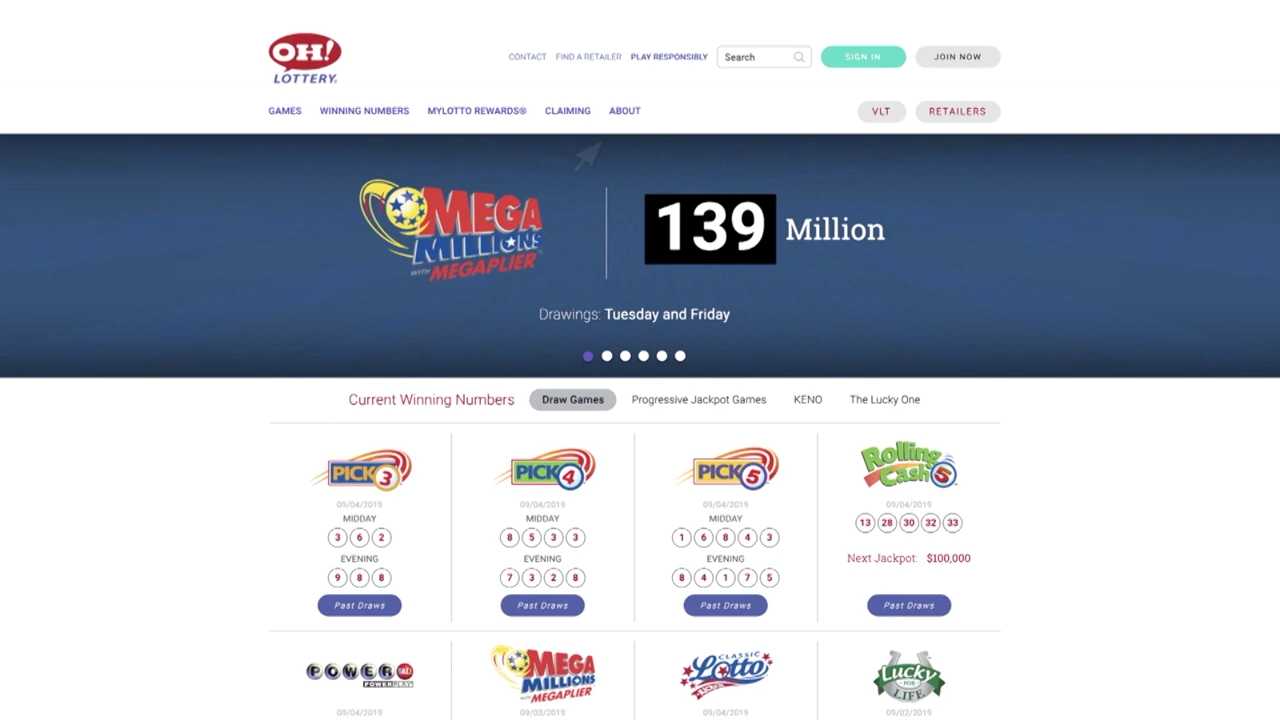 OH!
LOTTERY
CONTACT FIND A RETAILER PLAY RESPONSIBLY Search SIGN IN JOIN NOW
GAMES WINNING NUMBERS MYLOTTO REWARDS® CLAIMING ABOUT VLT RETAILERS
MEGA
MILLIONS
WITH MEGAPLIER
139 Million
Drawings: Tuesday and Friday
Current Winning Numbers Draw Games Progressive Jackpot Games KENO The Lucky One
PICK 3 PICK 4 PICK 5 Rolling Cash 5
09/04/2019 09/04/2019 09/04/2019 09/04/2019
MIDDAY MIDDAY MIDDAY
3 6 2 8 5 3 3 1 6 8 4 3 13 28 30 32 33
EVENING EVENING EVENING Next Jackpot: $100,000
9 8 8 7 3 2 8 8 4 1 7 5
Past Draws Past Draws Past Draws Past Draws
POWERBALL
POWERPLAY
MEGA
MILLIONS
WITH MEGAPLIER
CLASSIC
Lotto
KICKER
Lucky
FOR
LIFE
09/04/2019 09/03/2019 09/04/2019 09/02/2019